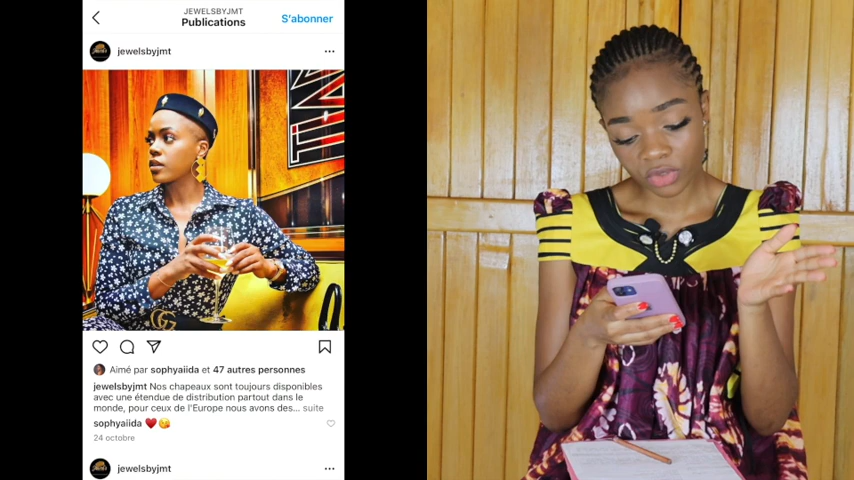 JEWELSBYJMT
Publications
S'abonner
jewelsbyjmt
GG
Aimé par sophyaiida et 47 autres personnes
jewelsbyjmt Nos chapeaux sont toujours disponibles
avec une étendue de distribution partout dans le
monde, pour ceux de l'Europe nous avons des... suite
sophyaiida ❤️😘
24 octobre
jewelsbyjmt